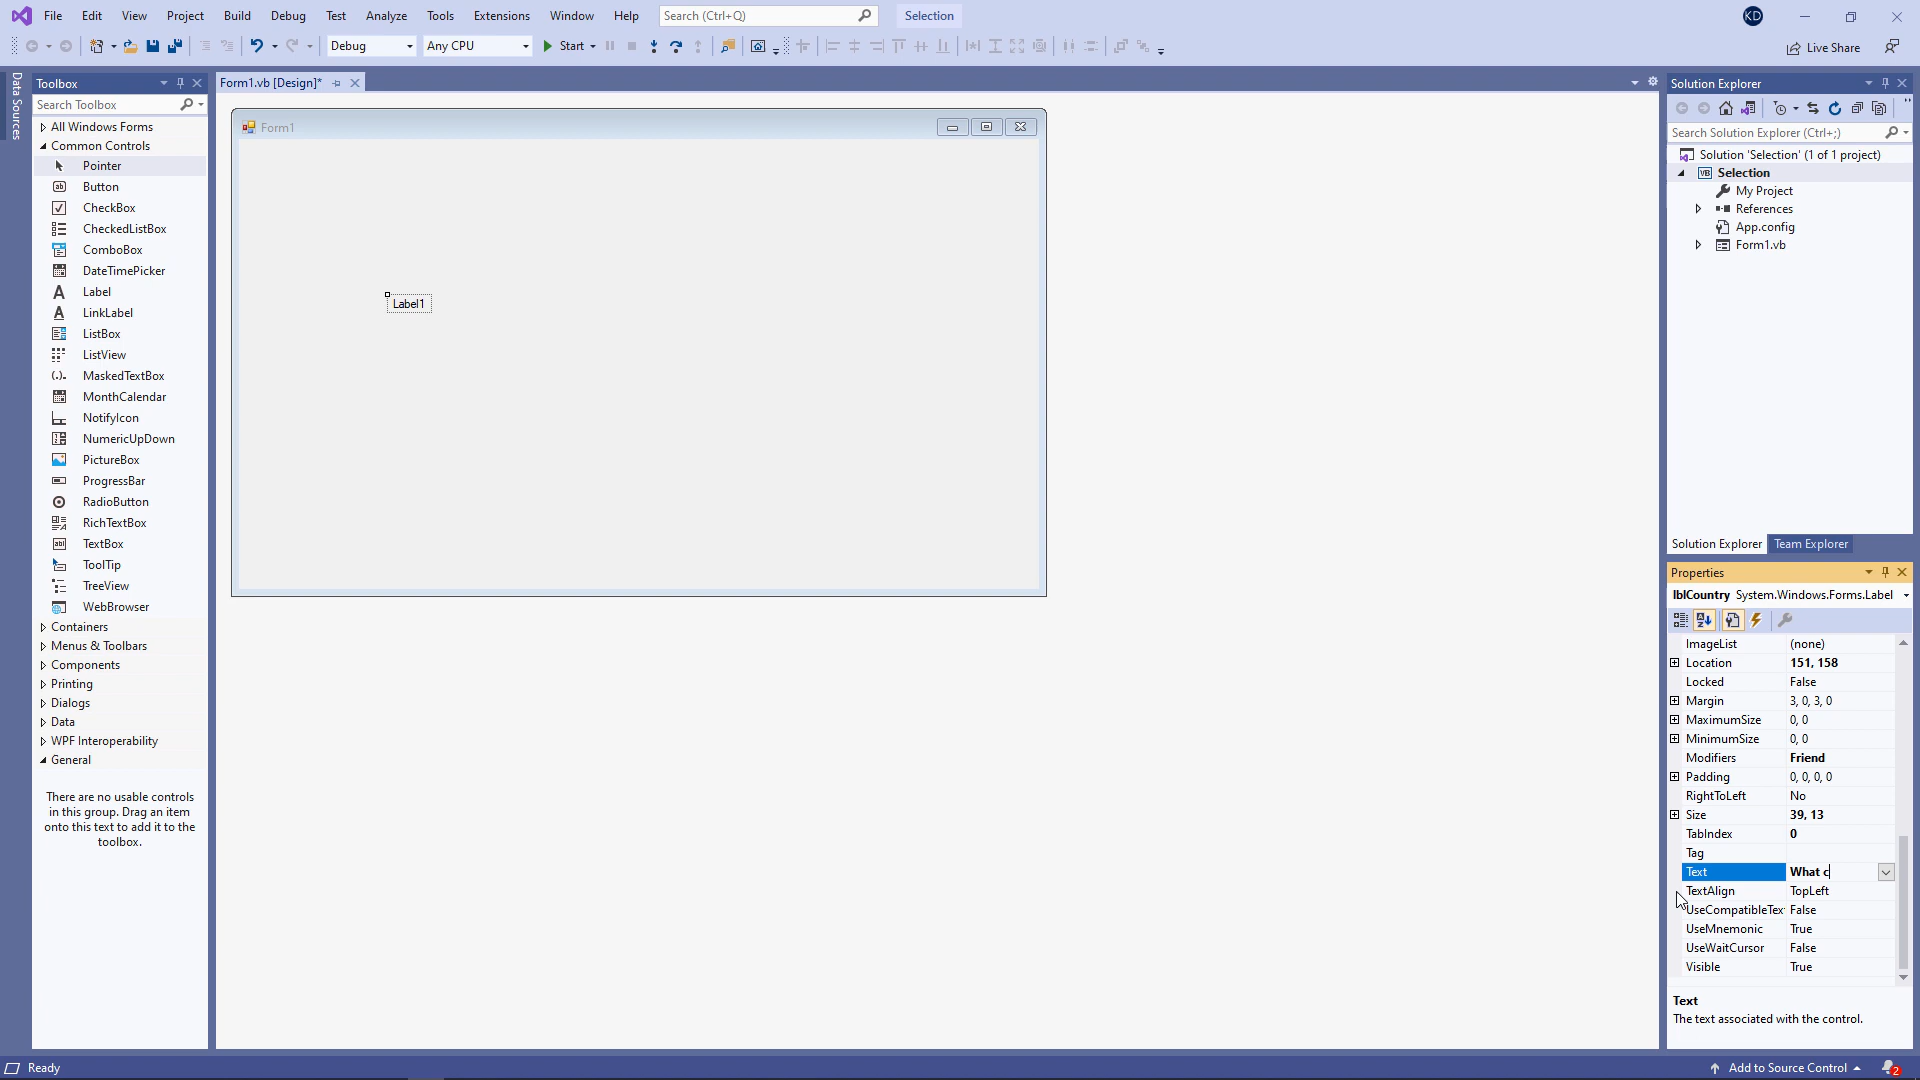 File Edit View Project Build Debug Test Analyze Tools Extensions Window Help Search (Ctrl+Q) Selection KD
Debug Any CPU Start Live Share
Data Sources
Toolbox
Search Toolbox
All Windows Forms
Common Controls
Pointer
Button
CheckBox
CheckedListBox
ComboBox
DateTimePicker
Label
LinkLabel
ListBox
ListView
MaskedTextBox
MonthCalendar
NotifyIcon
NumericUpDown
PictureBox
ProgressBar
RadioButton
RichTextBox
TextBox
ToolTip
TreeView
WebBrowser
Containers
Menus & Toolbars
Components
Printing
Dialogs
Data
WPF Interoperability
General
There are no usable controls
in this group. Drag an item
onto this text to add it to the
toolbox.
Form1.vb [Design]*
Form1
Label1
Solution Explorer
Search Solution Explorer (Ctrl+;)
Solution 'Selection' (1 of 1 project)
VB Selection
My Project
References
App.config
Form1.vb
Solution Explorer Team Explorer
Properties
lblCountry System.Windows.Forms.Label
ImageList (none)
Location 151, 158
Locked False
Margin 3, 0, 3, 0
MaximumSize 0, 0
MinimumSize 0, 0
Modifiers Friend
Padding 0, 0, 0, 0
RightToLeft No
Size 39, 13
TabIndex 0
Tag
Text What c
TextAlign TopLeft
UseCompatibleTex False
UseMnemonic True
UseWaitCursor False
Visible True
Text
The text associated with the control.
Ready Add to Source Control 2